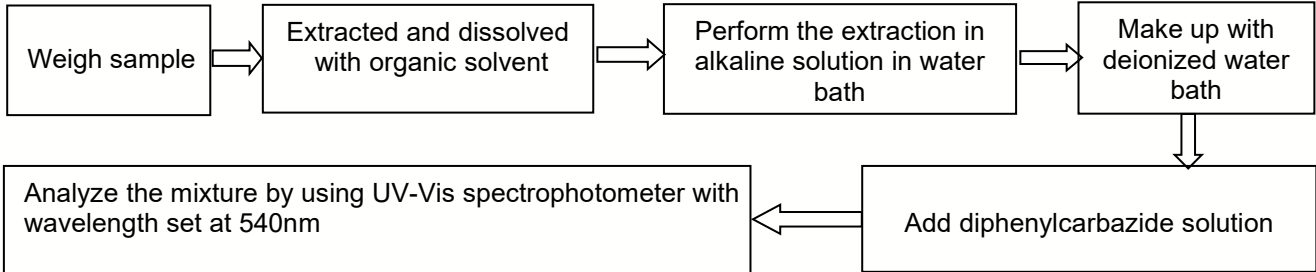 Weigh sample
Extracted and dissolved
with organic solvent
Perform the extraction in
alkaline solution in water
bath
Make up with
deionized water
bath
Add diphenylcarbazide solution
Analyze the mixture by using UV-Vis spectrophotometer with
wavelength set at 540nm